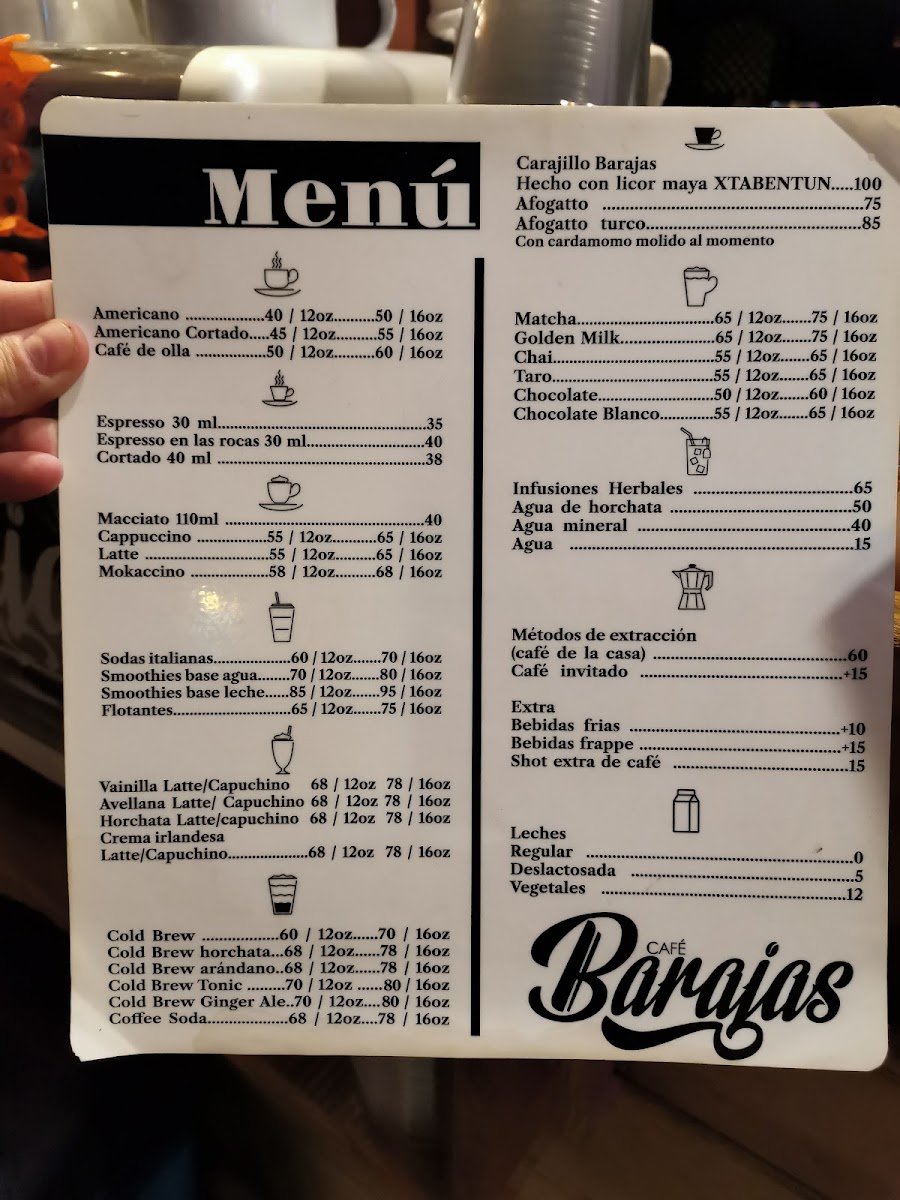 Menú
Americano ..................40 / 12oz.........50 / 16oz
Americano Cortado.....45 / 12oz.........55 / 16oz
Café de olla ................50 / 12oz.........60 / 16oz
Espresso 30 ml.................................................35
Espresso en las rocas 30 ml...........................40
Cortado 40 ml .................................................38
Macciato 110ml ................................................40
Cappuccino ................55 / 12oz..........65 / 16oz
Latte ............................55 / 12oz..........65 / 16oz
Mokaccino ..................58 / 12oz..........68 / 16oz
Sodas italianas...................60 / 12oz.......70 / 16oz
Smoothies base agua.......70 / 12oz.......80 / 16oz
Smoothies base leche......85 / 12oz.......95 / 16oz
Flotantes.............................65 / 12oz.......75 / 16oz
Vainilla Latte/Capuchino 68 / 12oz 78 / 16oz
Avellana Latte/ Capuchino 68 / 12oz 78 / 16oz
Horchata Latte/capuchino 68 / 12oz 78 / 16oz
Crema irlandesa
Latte/Capuchino....................68 / 12oz 78 / 16oz
Cold Brew ..................60 / 12oz......70 / 16oz
Cold Brew horchata...68 / 12oz......78 / 16oz
Cold Brew arándano..68 / 12oz......78 / 16oz
Cold Brew Tonic .........70 / 12oz ......80 / 16oz
Cold Brew Ginger Ale..70 / 12oz....80 / 16oz
Coffee Soda...................68 / 12oz....78 / 16oz
Carajillo Barajas
Hecho con licor maya XTABENTUN.....100
Afogatto ......................................................75
Afogatto turco.............................................85
Con cardamomo molido al momento
Matcha..............................65 / 12oz.......75 / 16oz
Golden Milk....................65 / 12oz.......75 / 16oz
Chai...................................55 / 12oz.......65 / 16oz
Taro...................................55 / 12oz.......65 / 16oz
Chocolate.........................50 / 12oz.......60 / 16oz
Chocolate Blanco............55 / 12oz.......65 / 16oz
Infusiones Herbales .....................................65
Agua de horchata ..........................................50
Agua mineral .................................................40
Agua ..................................................................15
Métodos de extracción
(café de la casa) ................................................60
Café invitado .............................................+15
Extra
Bebidas frias ................................................+10
Bebidas frappe ..............................................+15
Shot extra de café .........................................15
Leches
Regular ...............................................................0
Deslactosada ...................................................5
Vegetales .........................................................12
CAFÉ
Barajas